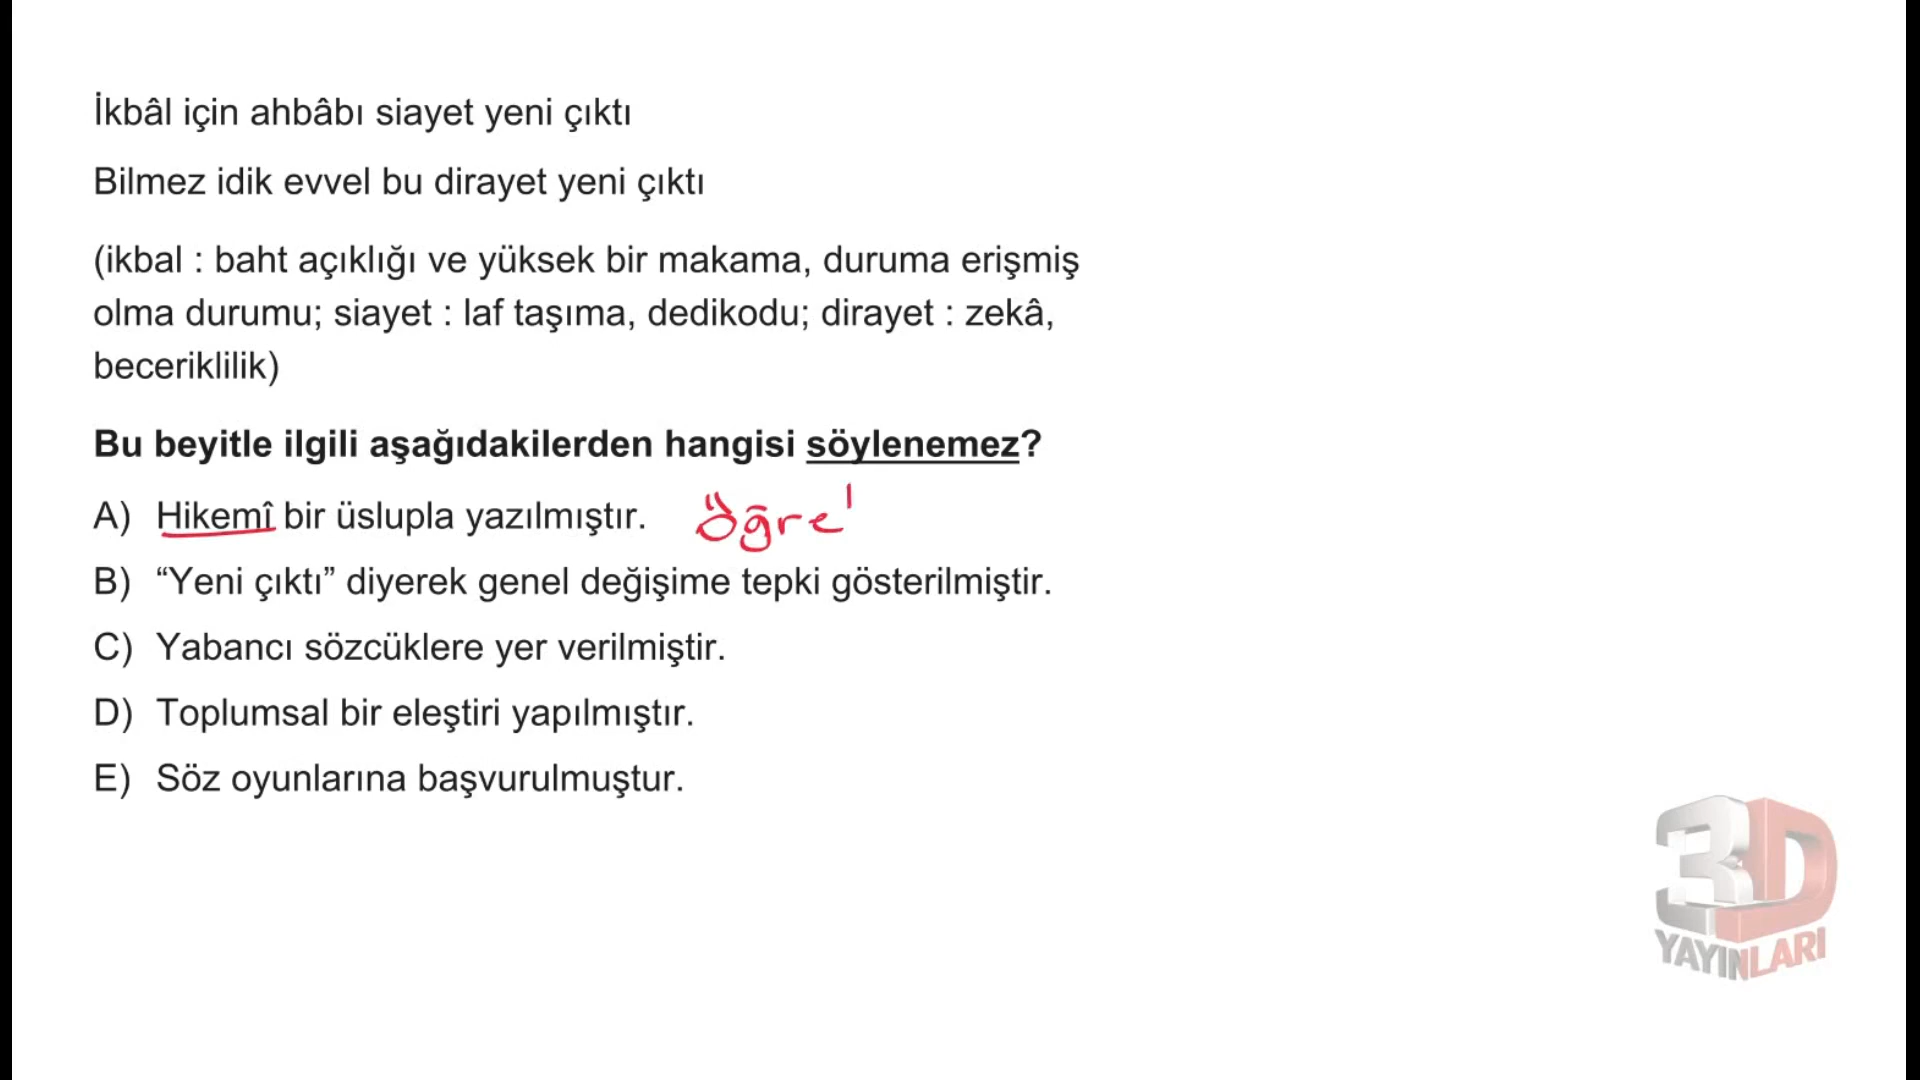 İkbâl için ahbâbı siayet yeni çıktı
Bilmez idik evvel bu dirayet yeni çıktı
(ikbal : baht açıklığı ve yüksek bir makama, duruma erişmiş
olma durumu; siayet : laf taşıma, dedikodu; dirayet : zekâ,
beceriklilik)
Bu beyitle ilgili aşağıdakilerden hangisi söylenemez?
A) Hikemî bir üslupla yazılmıştır. Öğre
B) “Yeni çıktı” diyerek genel değişime tepki gösterilmiştir.
C) Yabancı sözcüklere yer verilmiştir.
D) Toplumsal bir eleştiri yapılmıştır.
E) Söz oyunlarına başvurulmuştur.
3D
YAYINLARI